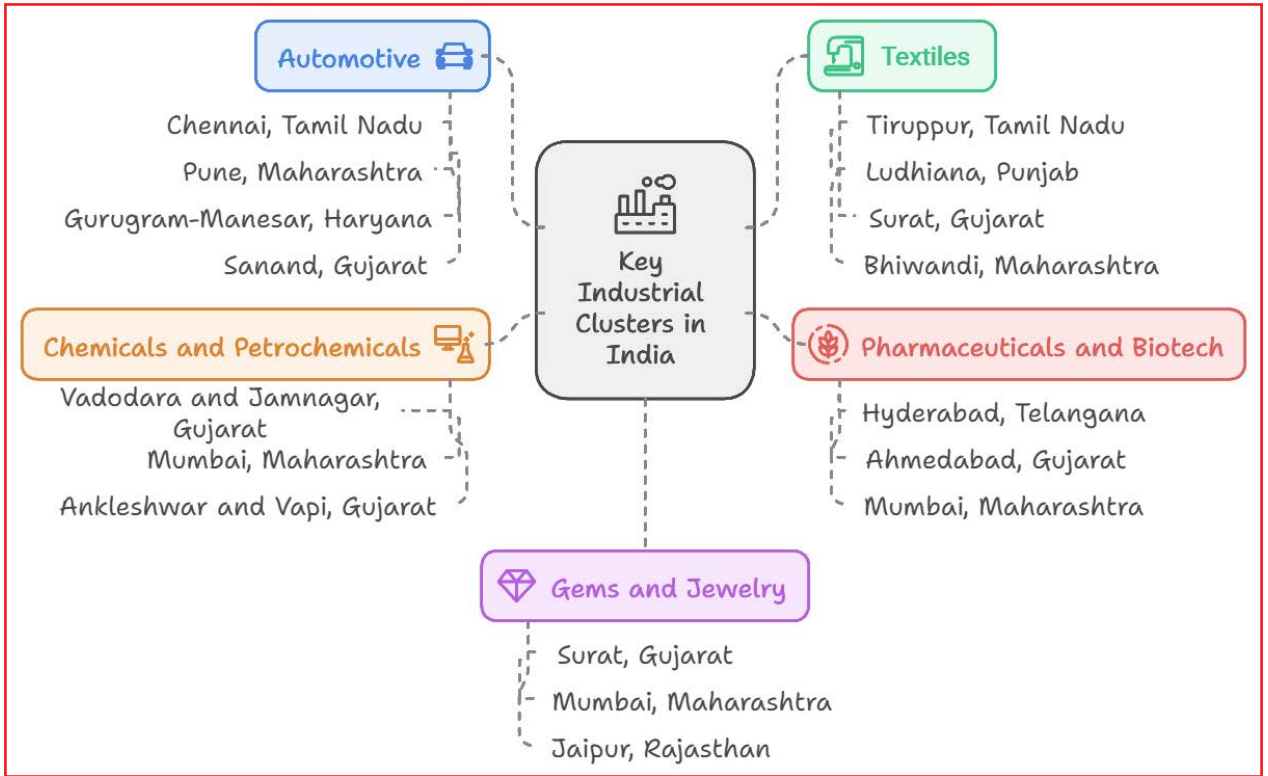 Automotive
Chennai, Tamil Nadu
Pune, Maharashtra
Gurugram-Manesar, Haryana
Sanand, Gujarat
Textiles
Tiruppur, Tamil Nadu
Ludhiana, Punjab
Surat, Gujarat
Bhiwandi, Maharashtra
Key
Industrial
Clusters in
India
Chemicals and Petrochemicals
Vadodara and Jamnagar,
Gujarat
Mumbai, Maharashtra
Ankleshwar and Vapi, Gujarat
Pharmaceuticals and Biotech
Hyderabad, Telangana
Ahmedabad, Gujarat
Mumbai, Maharashtra
Gems and Jewelry
Surat, Gujarat
Mumbai, Maharashtra
Jaipur, Rajasthan